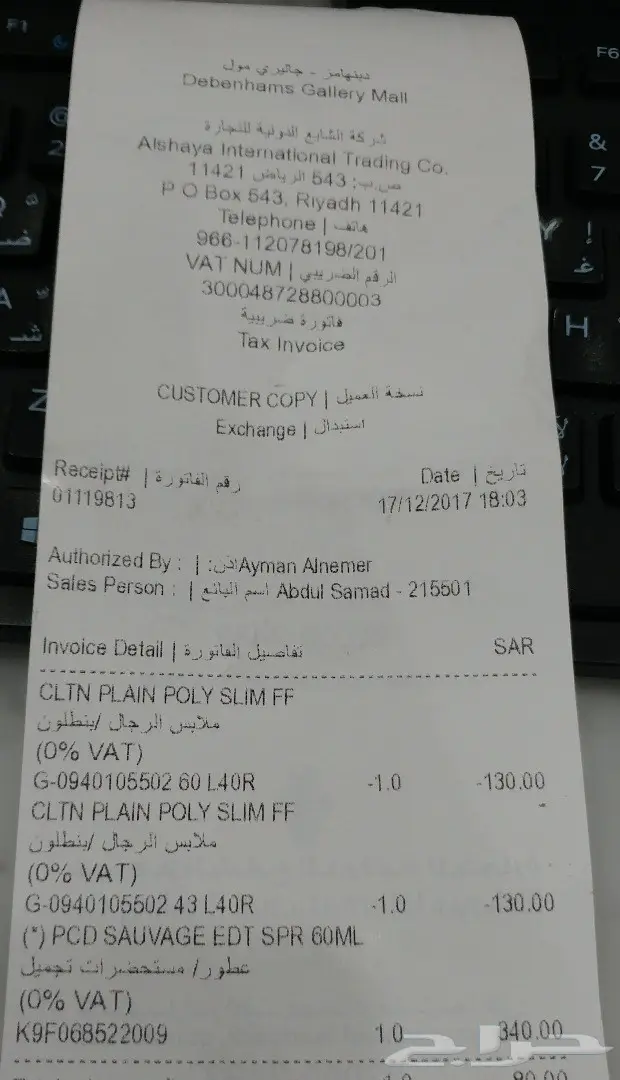 دبنهامز - جاليري مول
Debenhams Gallery Mall
شركة الشايع الدولية للتجارة
Alshaya International Trading Co.
ص.ب: 543 الرياض 11421
P O Box 543, Riyadh 11421
Telephone | هاتف
966-112078198/201
VAT NUM | الرقم الضريبي
300048728800003
فاتورة ضريبية
Tax Invoice
CUSTOMER COPY | نسخة العميل
Exchange | استبدال
Receipt# | رقم الفاتورة Date | تاريخ
01119813 17/12/2017 18:03
Authorized By : | اذن: Ayman Alnemer
Sales Person : | اسم البائع Abdul Samad - 215501
Invoice Detail | تفاصيل الفاتورة SAR
CLTN PLAIN POLY SLIM FF
ملابس الرجال /بنطلون
(0% VAT)
G-0940105502 60 L40R -1.0 -130.00
CLTN PLAIN POLY SLIM FF
ملابس الرجال /بنطلون
(0% VAT)
G-0940105502 43 L40R -1.0 -130.00
(*) PCD SAUVAGE EDT SPR 60ML
عطور/ مستحضرات تجميل
(0% VAT)
K9F068522009 1.0 340.00
حراج